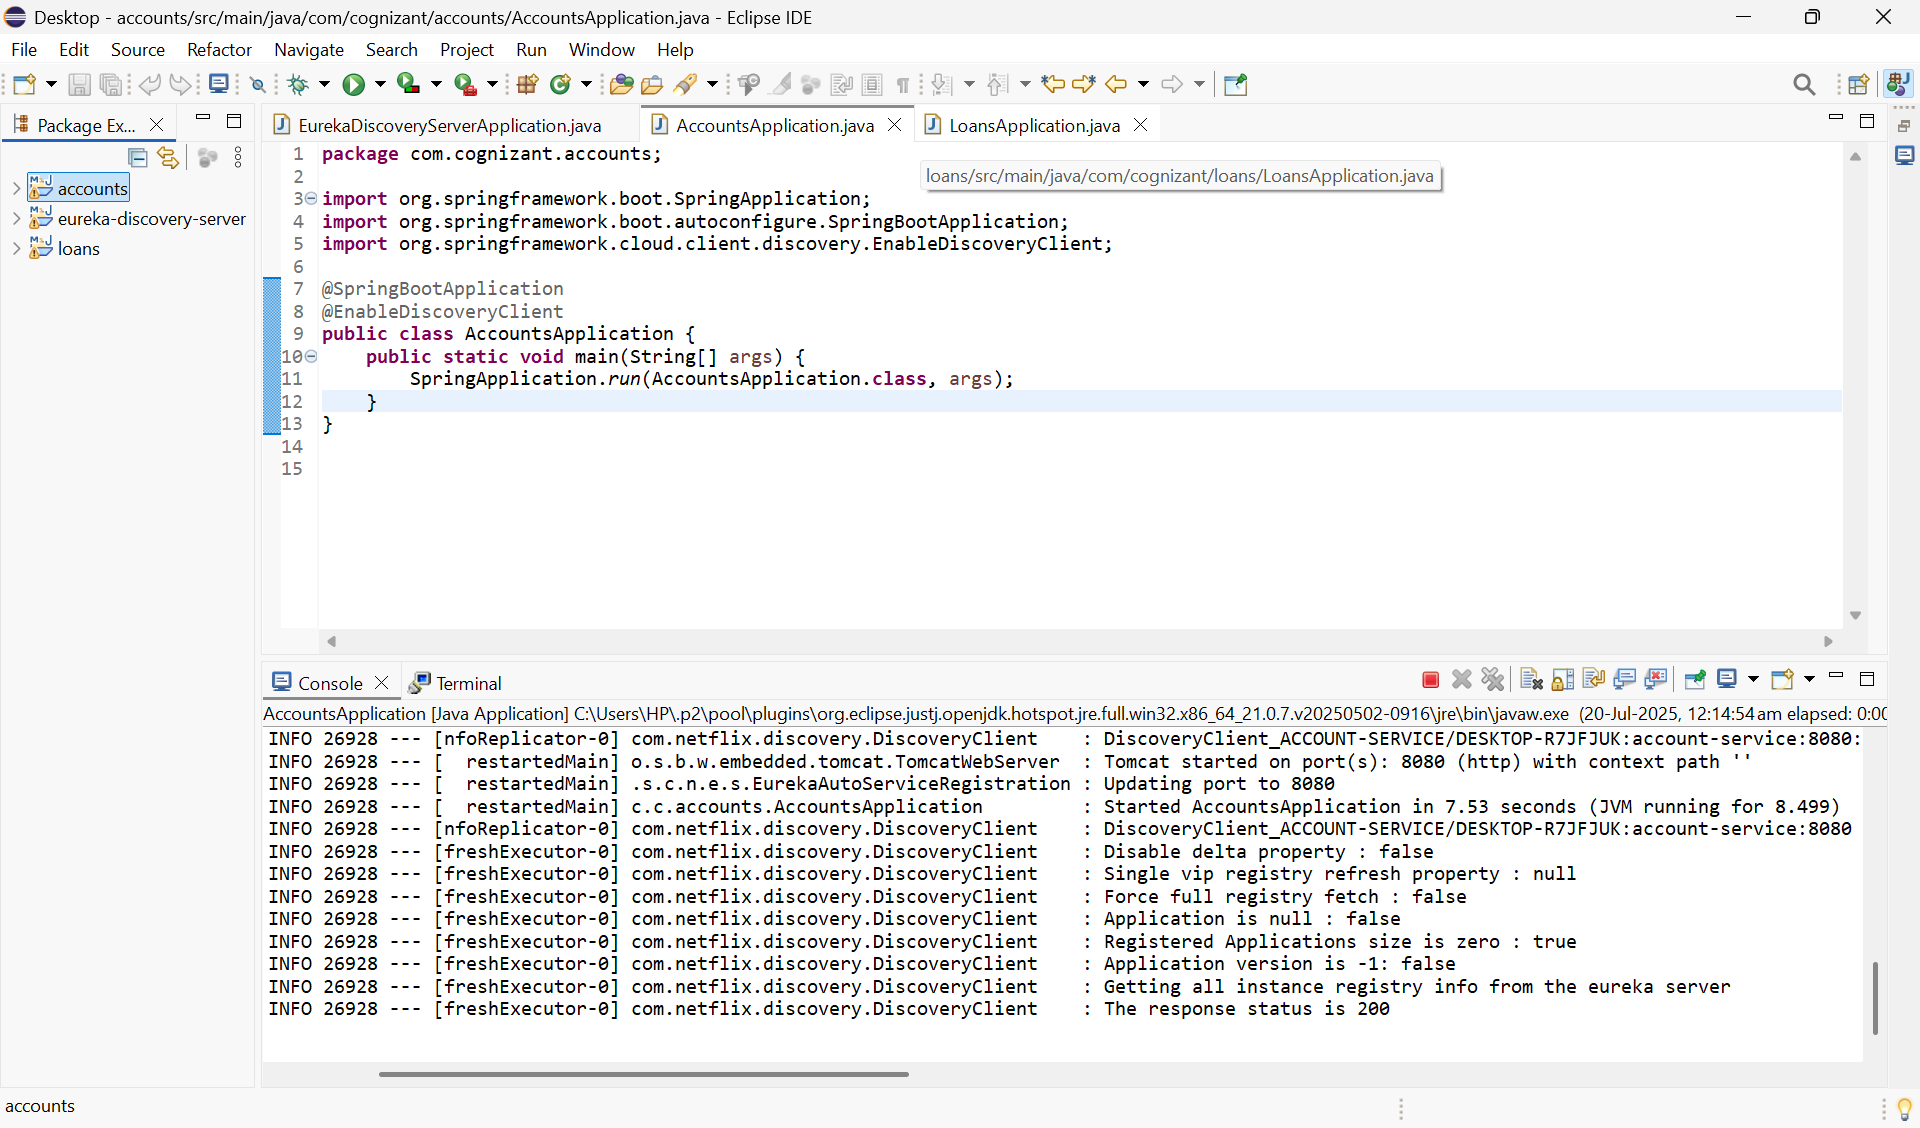 Desktop - accounts/src/main/java/com/cognizant/accounts/AccountsApplication.java - Eclipse IDE
File Edit Source Refactor Navigate Search Project Run Window Help
Package Ex...
EurekaDiscoveryServerApplication.java
AccountsApplication.java
LoansApplication.java
accounts
eureka-discovery-server
loans
loans/src/main/java/com/cognizant/loans/LoansApplication.java
1 package com.cognizant.accounts;
2
3 import org.springframework.boot.SpringApplication;
4 import org.springframework.boot.autoconfigure.SpringBootApplication;
5 import org.springframework.cloud.client.discovery.EnableDiscoveryClient;
6
7 @SpringBootApplication
8 @EnableDiscoveryClient
9 public class AccountsApplication {
10     public static void main(String[] args) {
11         SpringApplication.run(AccountsApplication.class, args);
12     }
13 }
14
15
Console
Terminal
AccountsApplication [Java Application] C:\Users\HP\.p2\pool\plugins\org.eclipse.justj.openjdk.hotspot.jre.full.win32.x86_64_21.0.7.v20250502-0916\jre\bin\javaw.exe (20-Jul-2025, 12:14:54 am elapsed: 0:00
INFO 26928 --- [nfoReplicator-0] com.netflix.discovery.DiscoveryClient    : DiscoveryClient_ACCOUNT-SERVICE/DESKTOP-R7JFJUK:account-service:8080:
INFO 26928 --- [  restartedMain] o.s.b.w.embedded.tomcat.TomcatWebServer  : Tomcat started on port(s): 8080 (http) with context path ''
INFO 26928 --- [  restartedMain] .s.c.n.e.s.EurekaAutoServiceRegistration : Updating port to 8080
INFO 26928 --- [  restartedMain] c.c.accounts.AccountsApplication         : Started AccountsApplication in 7.53 seconds (JVM running for 8.499)
INFO 26928 --- [nfoReplicator-0] com.netflix.discovery.DiscoveryClient    : DiscoveryClient_ACCOUNT-SERVICE/DESKTOP-R7JFJUK:account-service:8080
INFO 26928 --- [freshExecutor-0] com.netflix.discovery.DiscoveryClient    : Disable delta property : false
INFO 26928 --- [freshExecutor-0] com.netflix.discovery.DiscoveryClient    : Single vip registry refresh property : null
INFO 26928 --- [freshExecutor-0] com.netflix.discovery.DiscoveryClient    : Force full registry fetch : false
INFO 26928 --- [freshExecutor-0] com.netflix.discovery.DiscoveryClient    : Application is null : false
INFO 26928 --- [freshExecutor-0] com.netflix.discovery.DiscoveryClient    : Registered Applications size is zero : true
INFO 26928 --- [freshExecutor-0] com.netflix.discovery.DiscoveryClient    : Application version is -1: false
INFO 26928 --- [freshExecutor-0] com.netflix.discovery.DiscoveryClient    : Getting all instance registry info from the eureka server
INFO 26928 --- [freshExecutor-0] com.netflix.discovery.DiscoveryClient    : The response status is 200
accounts